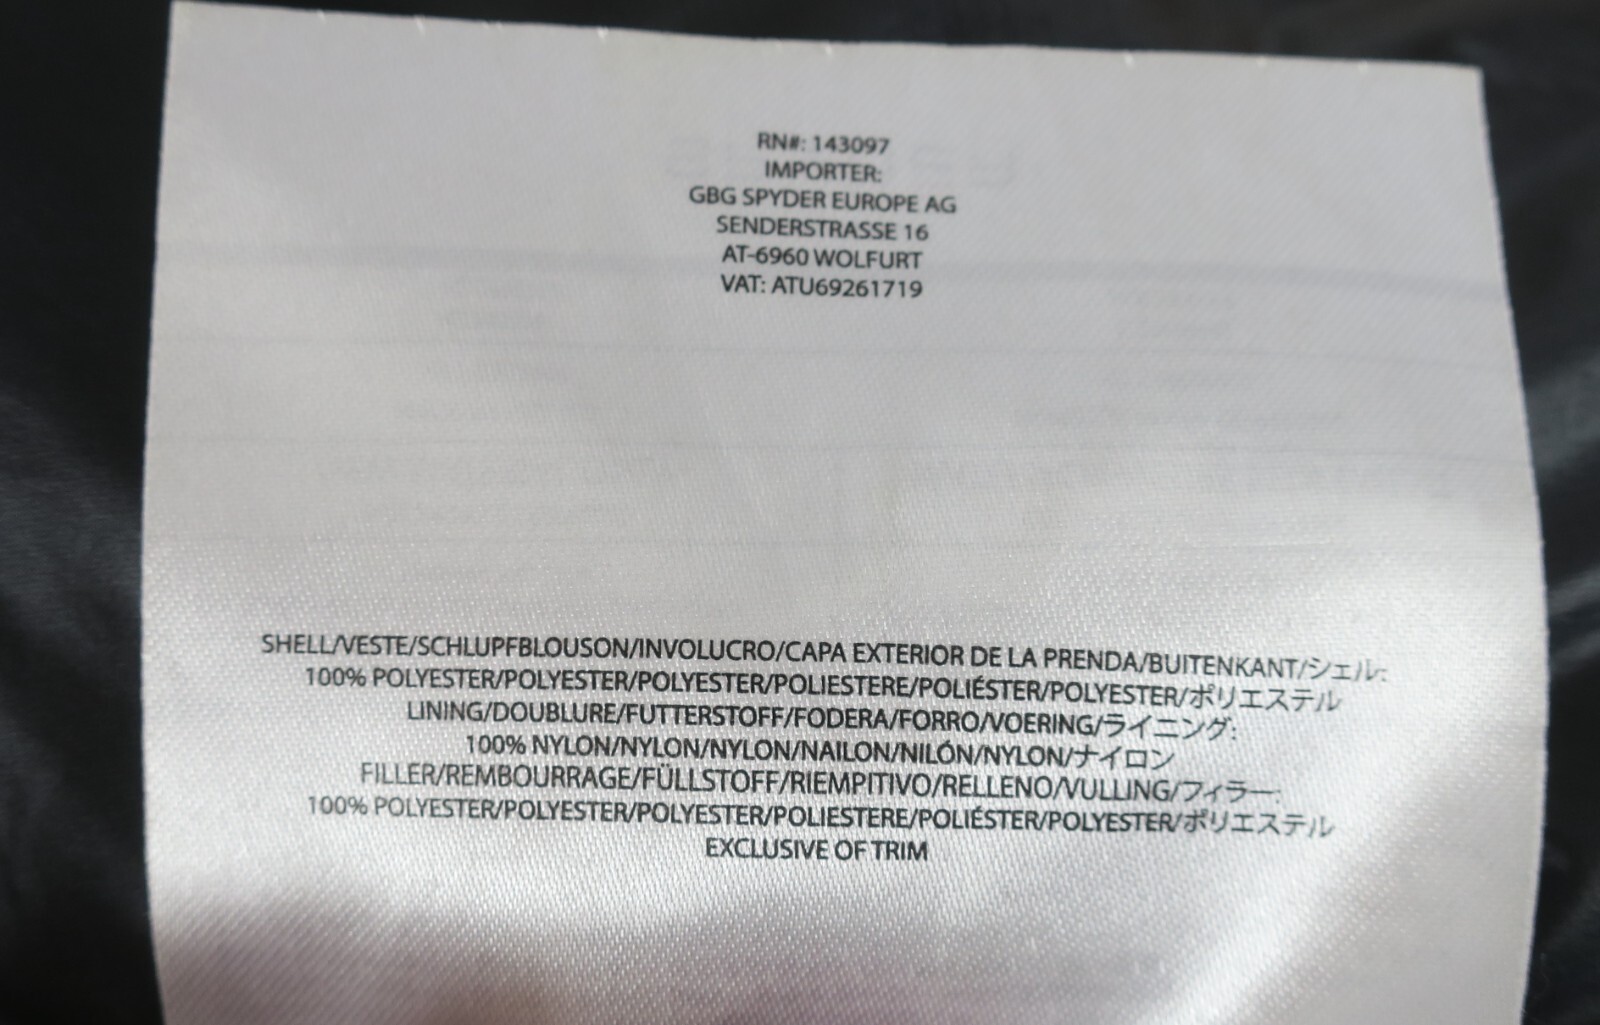 RN#: 143097
IMPORTER:
GBG SPYDER EUROPE AG
SENDERSTRASSE 16
AT-6960 WOLFURT
VAT: ATU69261719
SHELL/VESTE/SCHLUPFBLOUSON/INVOLUCRO/CAPA EXTERIOR DE LA PRENDA/BUITENKANT/シェル:
100% POLYESTER/POLYESTER/POLYESTER/POLIESTERE/POLIÉSTER/POLYESTER/ポリエステル
LINING/DOUBLURE/FUTTERSTOFF/FODERA/FORRO/VOERING/ライニング:
100% NYLON/NYLON/NYLON/NAILON/NILÓN/NYLON/ナイロン
FILLER/REMBOURRAGE/FÜLLSTOFF/RIEMPITIVO/RELLENO/VULLING/フィラー:
100% POLYESTER/POLYESTER/POLYESTER/POLIESTERE/POLIÉSTER/POLYESTER/ポリエステル
EXCLUSIVE OF TRIM